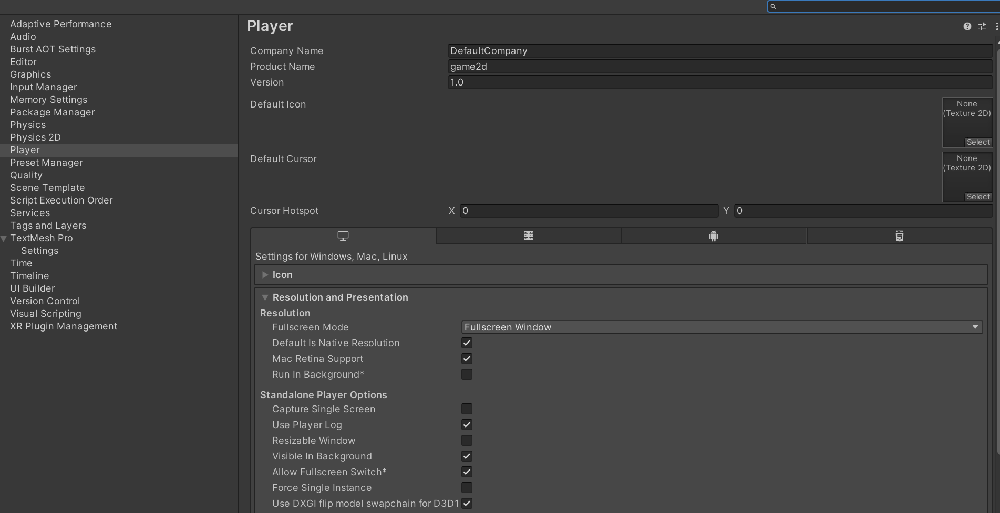 Adaptive Performance
Audio
Burst AOT Settings
Editor
Graphics
Input Manager
Memory Settings
Package Manager
Physics
Physics 2D
Player
Preset Manager
Quality
Scene Template
Script Execution Order
Services
Tags and Layers
TextMesh Pro
Settings
Time
Timeline
UI Builder
Version Control
Visual Scripting
XR Plugin Management
Player
Company Name DefaultCompany
Product Name game2d
Version 1.0
Default Icon
None
(Texture 2D)
Select
Default Cursor
None
(Texture 2D)
Select
Cursor Hotspot X 0 Y 0
Settings for Windows, Mac, Linux
Icon
Resolution and Presentation
Resolution
Fullscreen Mode Fullscreen Window
Default Is Native Resolution
Mac Retina Support
Run In Background*
Standalone Player Options
Capture Single Screen
Use Player Log
Resizable Window
Visible In Background
Allow Fullscreen Switch*
Force Single Instance
Use DXGI flip model swapchain for D3D1